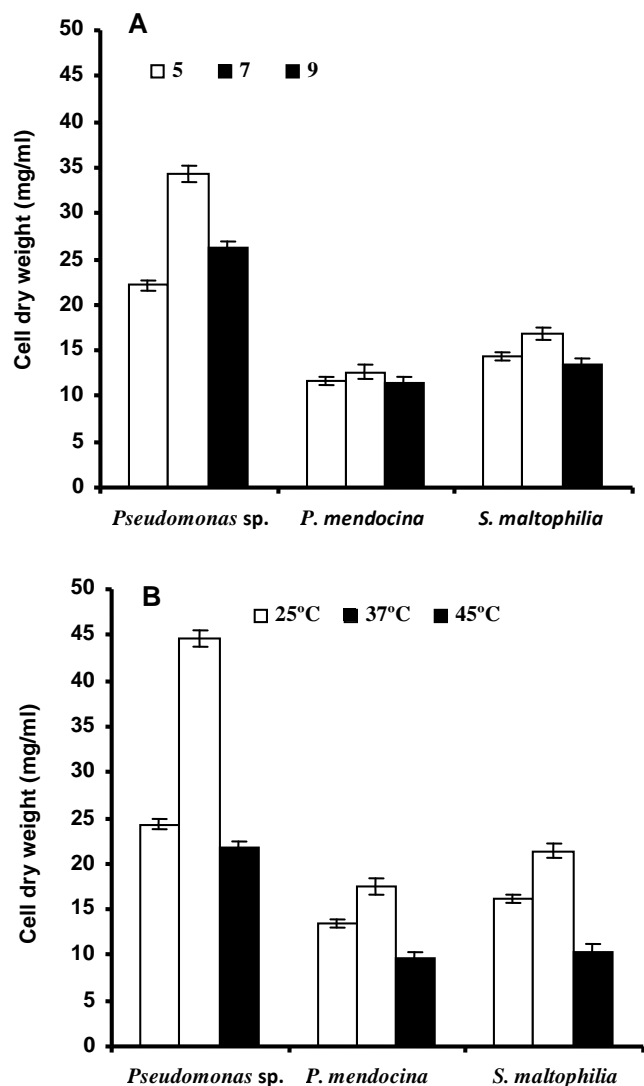 A
50
45
40
35
30
25
20
15
10
5
0
Cell dry weight (mg/ml)
5 7 9
Pseudomonas sp. P. mendocina S. maltophilia
B
50
45
40
35
30
25
20
15
10
5
0
Cell dry weight (mg/ml)
25ºC 37ºC 45ºC
Pseudomonas sp. P. mendocina S. maltophilia